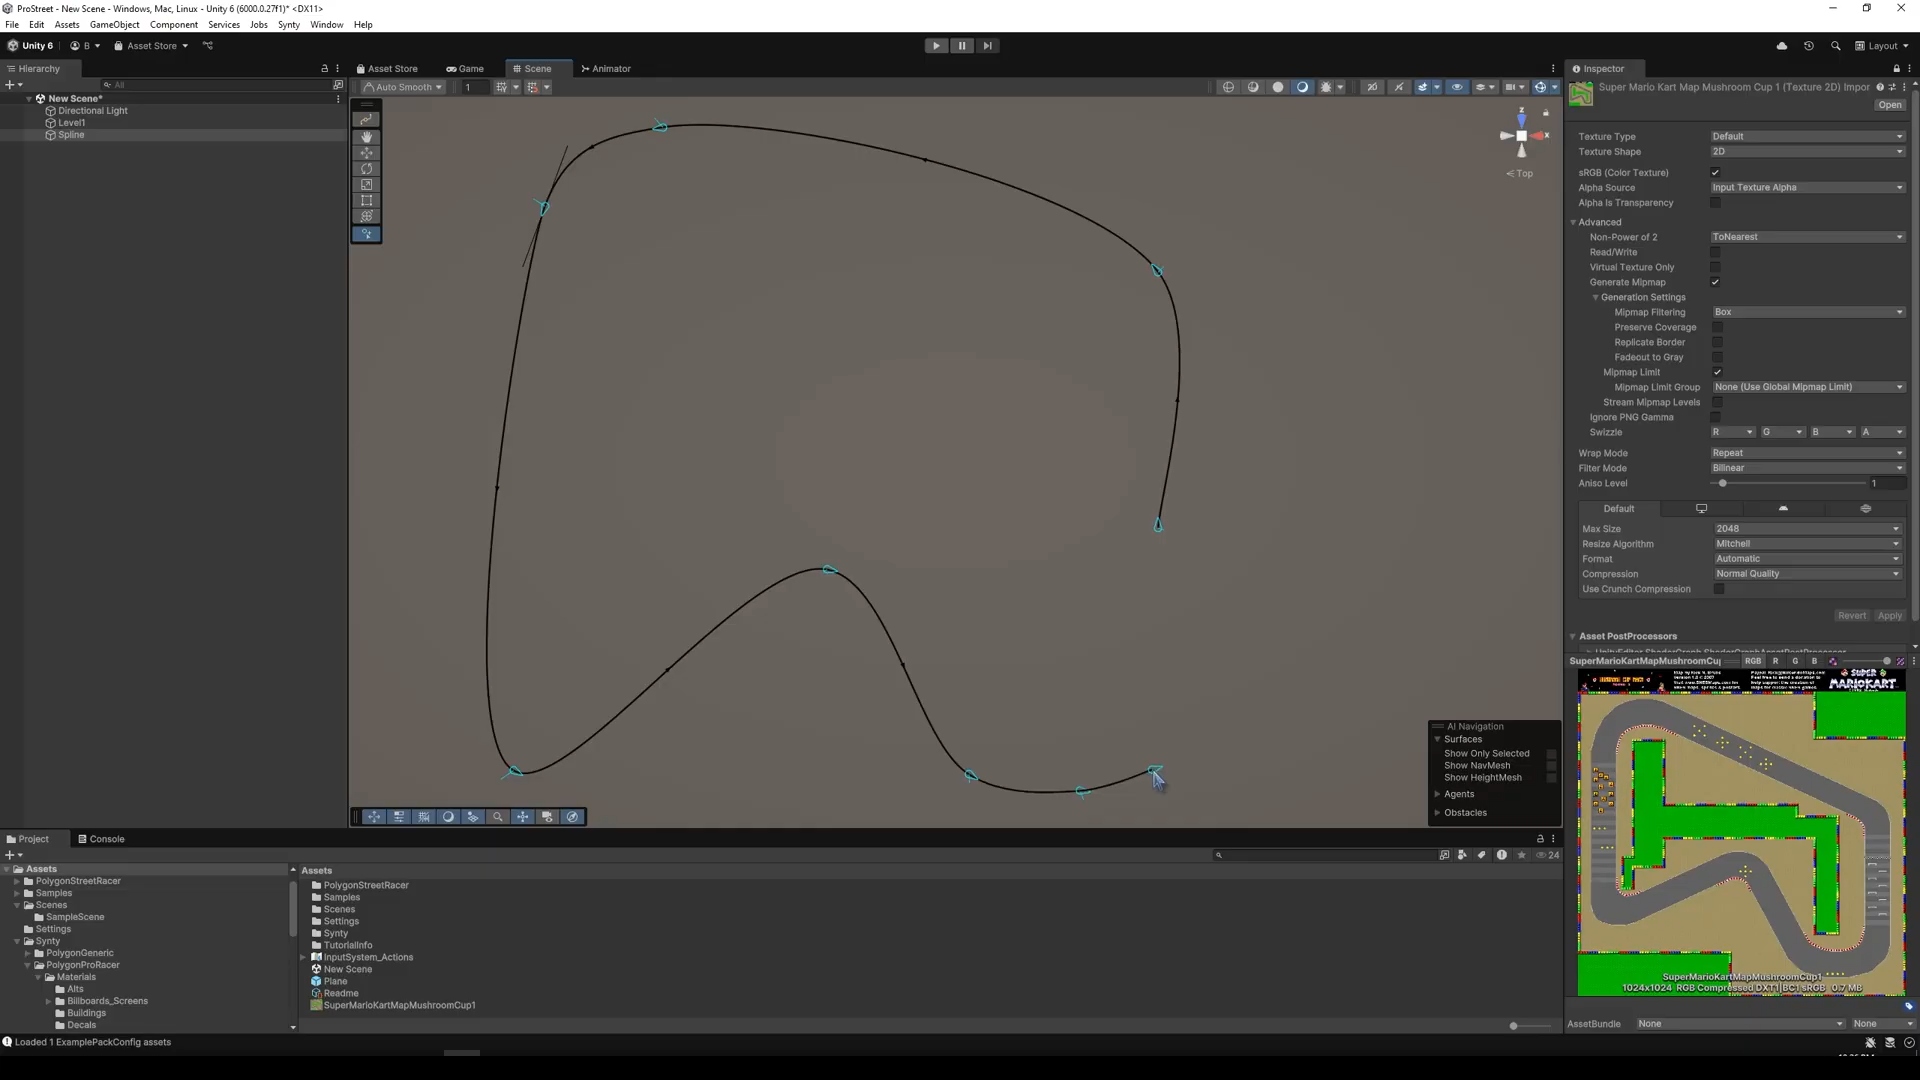 ProStreet - New Scene - Windows, Mac, Linux - Unity 6 (6000.0.27f1)* <DX11>
File Edit Assets GameObject Component Services Jobs Synty Window Help
Unity 6 B Asset Store Layout
Hierarchy
All
New Scene*
Directional Light
Level1
Spline
Asset Store Game Scene Animator
Auto Smooth 1
Z
X
Top
AI Navigation
Surfaces
Show Only Selected
Show NavMesh
Show HeightMesh
Agents
Obstacles
Inspector
Super Mario Kart Map Mushroom Cup 1 (Texture 2D) Impor
Open
Texture Type Default
Texture Shape 2D
sRGB (Color Texture)
Alpha Source Input Texture Alpha
Alpha Is Transparency
Advanced
Non-Power of 2 ToNearest
Read/Write
Virtual Texture Only
Generate Mipmap
Generation Settings
Mipmap Filtering Box
Preserve Coverage
Replicate Border
Fadeout to Gray
Mipmap Limit
Mipmap Limit Group None (Use Global Mipmap Limit)
Stream Mipmap Levels
Ignore PNG Gamma
Swizzle R G B A
Wrap Mode Repeat
Filter Mode Bilinear
Aniso Level 1
Default
Max Size 2048
Resize Algorithm Mitchell
Format Automatic
Compression Normal Quality
Use Crunch Compression
Revert Apply
Asset PostProcessors
SuperMarioKartMapMushroomCup RGB R G B
SUPER
MARIOKART
SuperMarioKartMapMushroomCup1
1024x1024 RGB Compressed DXT1|BC1 sRGB 0.7 MB
AssetBundle None None
Project Console
24
Assets
PolygonStreetRacer
Samples
Scenes
SampleScene
Settings
Synty
PolygonGeneric
PolygonProRacer
Materials
Alts
Billboards_Screens
Buildings
Decals
Assets
PolygonStreetRacer
Samples
Scenes
Settings
Synty
TutorialInfo
InputSystem_Actions
New Scene
Plane
Readme
SuperMarioKartMapMushroomCup1
Loaded 1 ExamplePackConfig assets